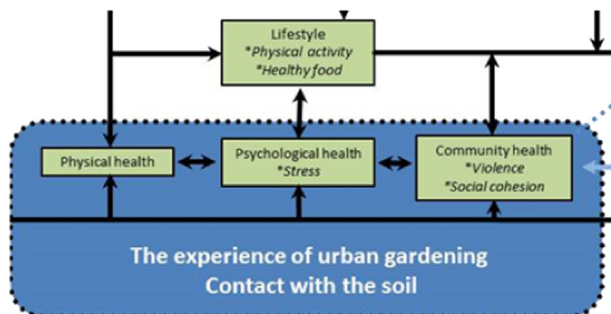 Lifestyle
*Physical activity
*Healthy food
Physical health
Psychological health
*Stress
Community health
*Violence
*Social cohesion
The experience of urban gardening
Contact with the soil